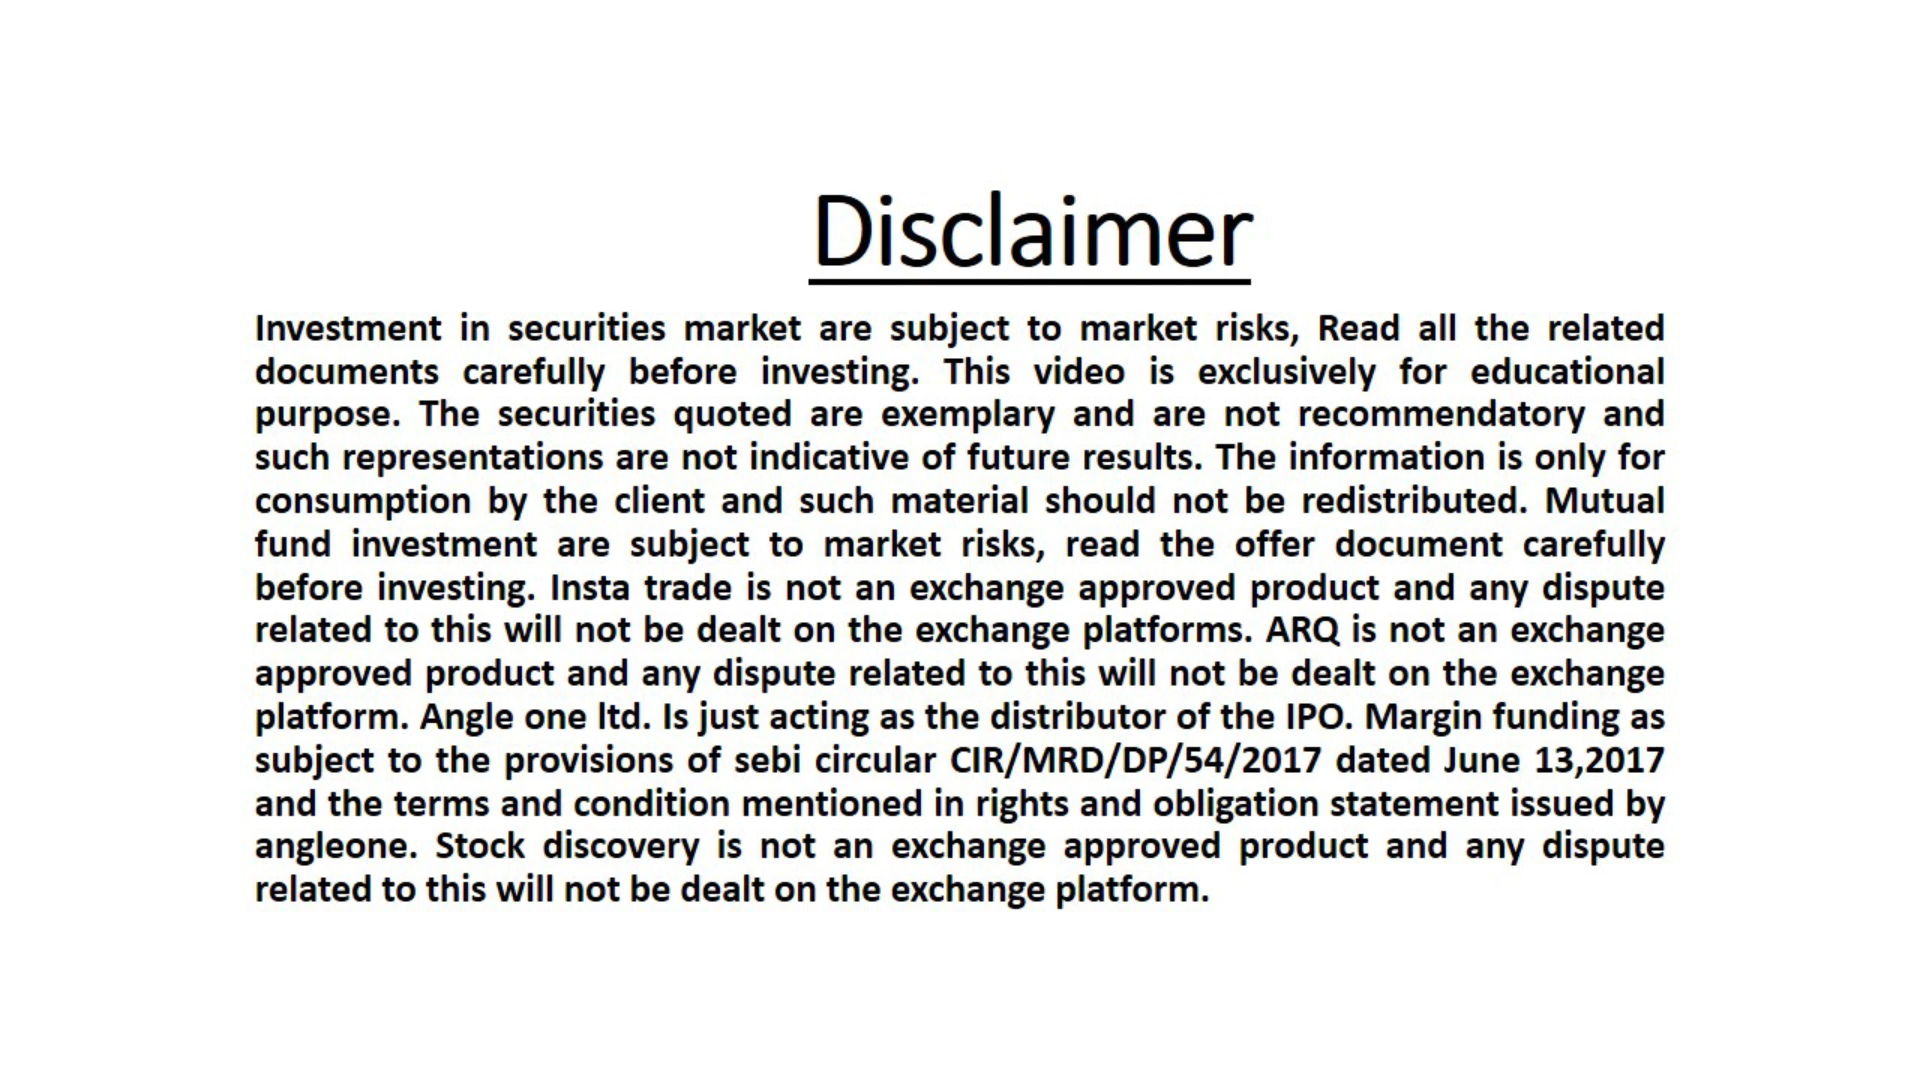 Disclaimer
Investment in securities market are subject to market risks, Read all the related
documents carefully before investing. This video is exclusively for educational
purpose. The securities quoted are exemplary and are not recommendatory and
such representations are not indicative of future results. The information is only for
consumption by the client and such material should not be redistributed. Mutual
fund investment are subject to market risks, read the offer document carefully
before investing. Insta trade is not an exchange approved product and any dispute
related to this will not be dealt on the exchange platforms. ARQ is not an exchange
approved product and any dispute related to this will not be dealt on the exchange
platform. Angle one ltd. Is just acting as the distributor of the IPO. Margin funding as
subject to the provisions of sebi circular CIR/MRD/DP/54/2017 dated June 13,2017
and the terms and condition mentioned in rights and obligation statement issued by
angleone. Stock discovery is not an exchange approved product and any dispute
related to this will not be dealt on the exchange platform.